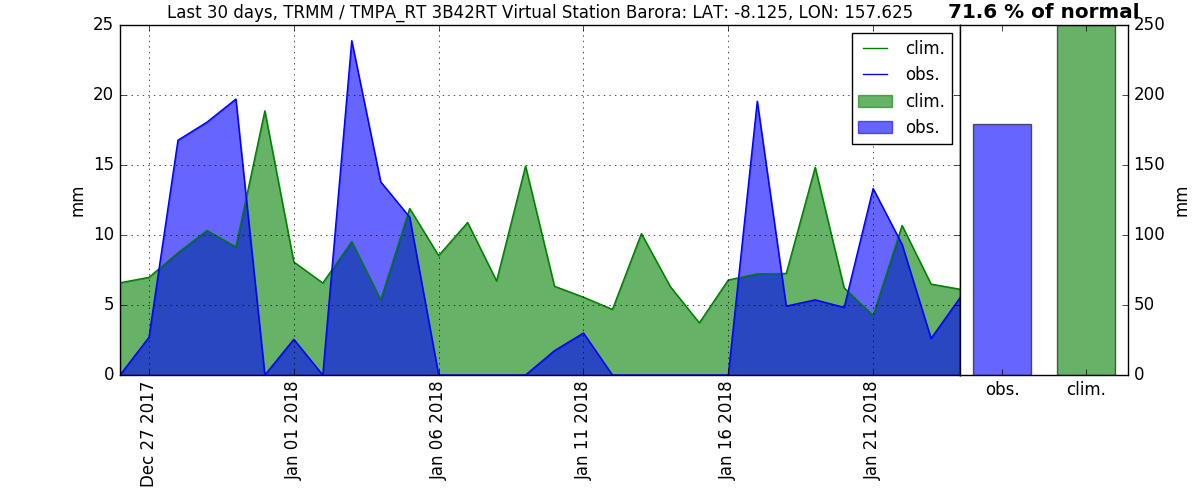 Last 30 days, TRMM / TMPA_RT 3B42RT Virtual Station Barora: LAT: -8.125, LON: 157.625
71.6 % of normal
25
20
15
10
5
0
mm
clim.
obs.
clim.
obs.
250
200
150
100
50
0
mm
obs.
clim.
Dec 27 2017
Jan 01 2018
Jan 06 2018
Jan 11 2018
Jan 16 2018
Jan 21 2018